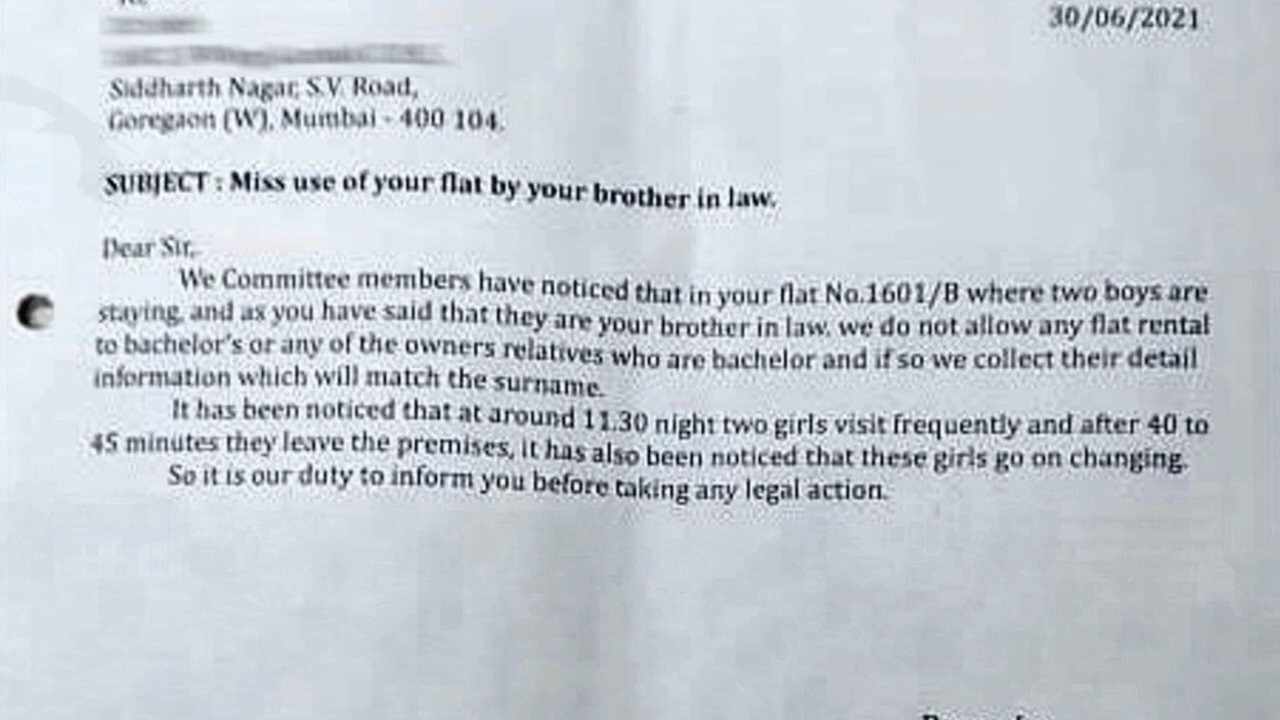 30/06/2021
Siddharth Nagar, S.V. Road,
Goregaon (W), Mumbai - 400 104.
SUBJECT : Miss use of your flat by your brother in law.
Dear Sir,
We Committee members have noticed that in your flat No.1601/B where two boys are
staying, and as you have said that they are your brother in law, we do not allow any flat rental
to bachelor's or any of the owners relatives who are bachelor and if so we collect their detail
information which will match the surname.
It has been noticed that at around 11.30 night two girls visit frequently and after 40 to
45 minutes they leave the premises, it has also been noticed that these girls go on changing.
So it is our duty to inform you before taking any legal action.